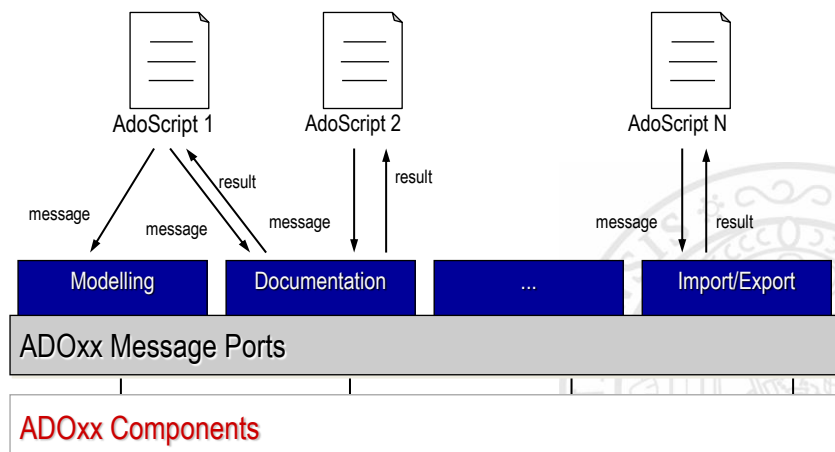 AdoScript 1
AdoScript 2
AdoScript N
result
result
message
message
message
message
result
Modelling
Documentation
...
Import/Export
ADOxx Message Ports
ADOxx Components